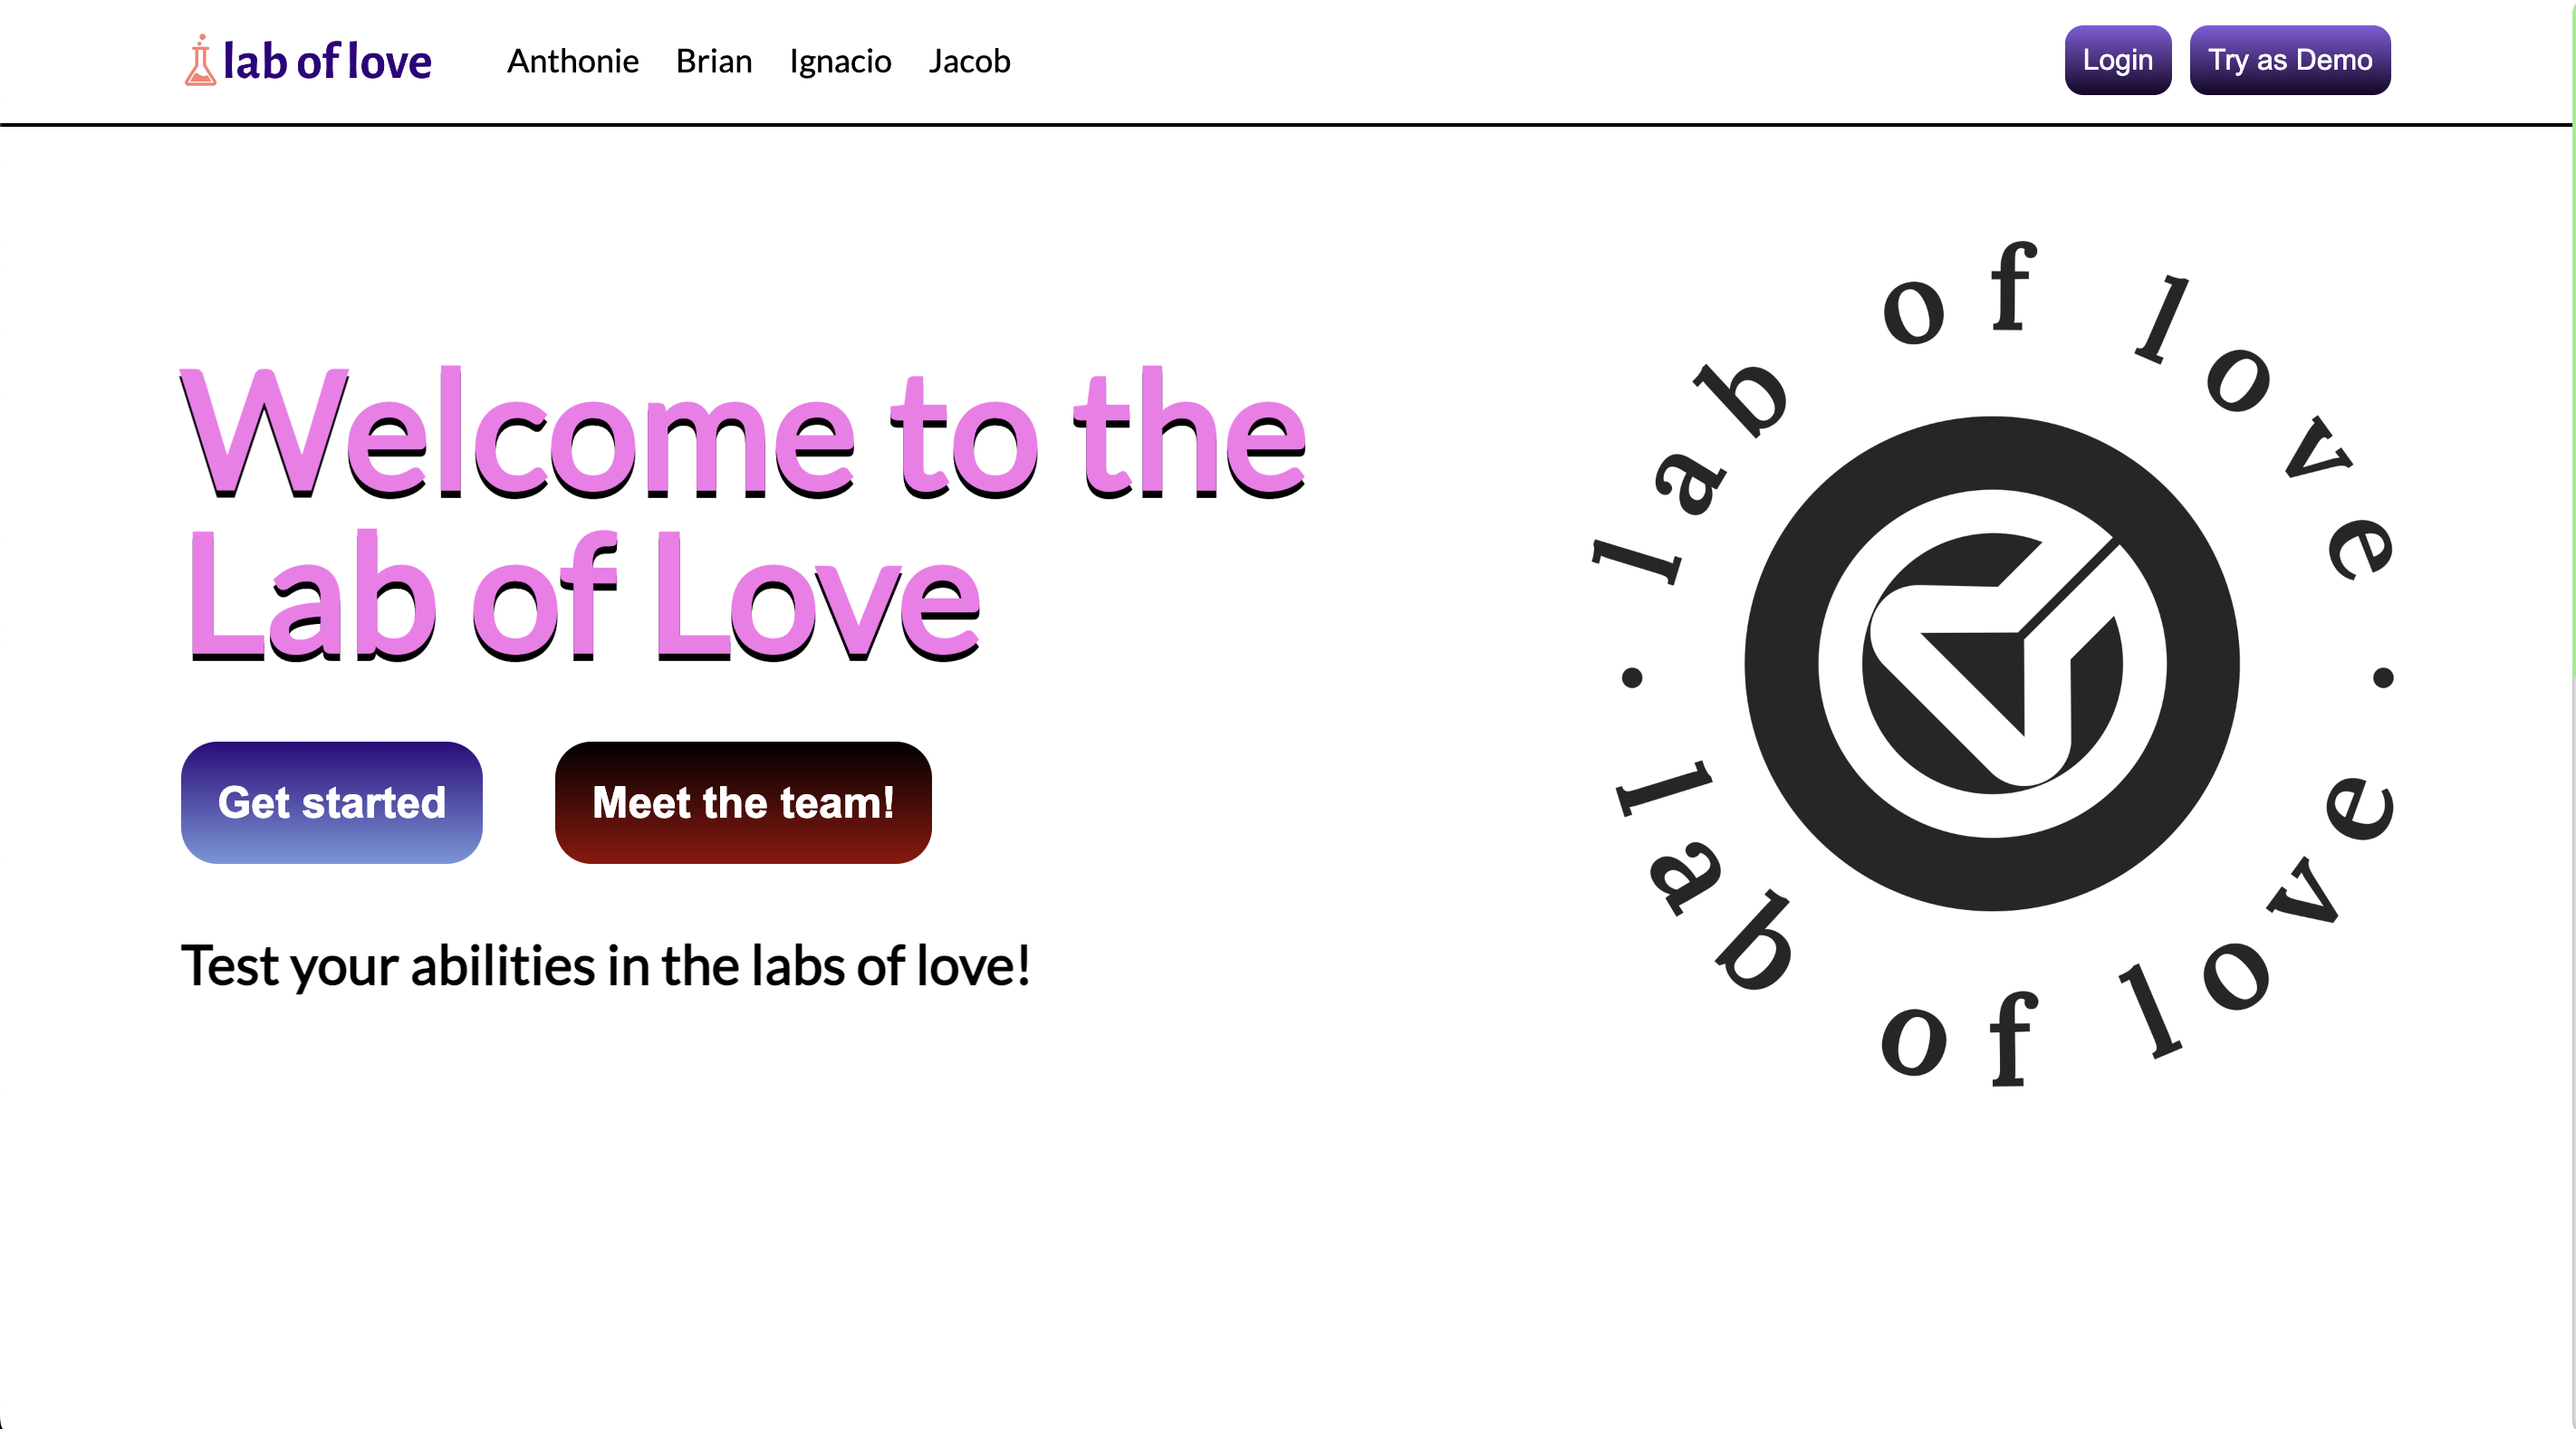 lab of love
Anthonie Brian Ignacio Jacob
Login
Try as Demo
Welcome to the
Lab of Love
Get started
Meet the team!
Test your abilities in the labs of love!
lab of love
· lab of love ·